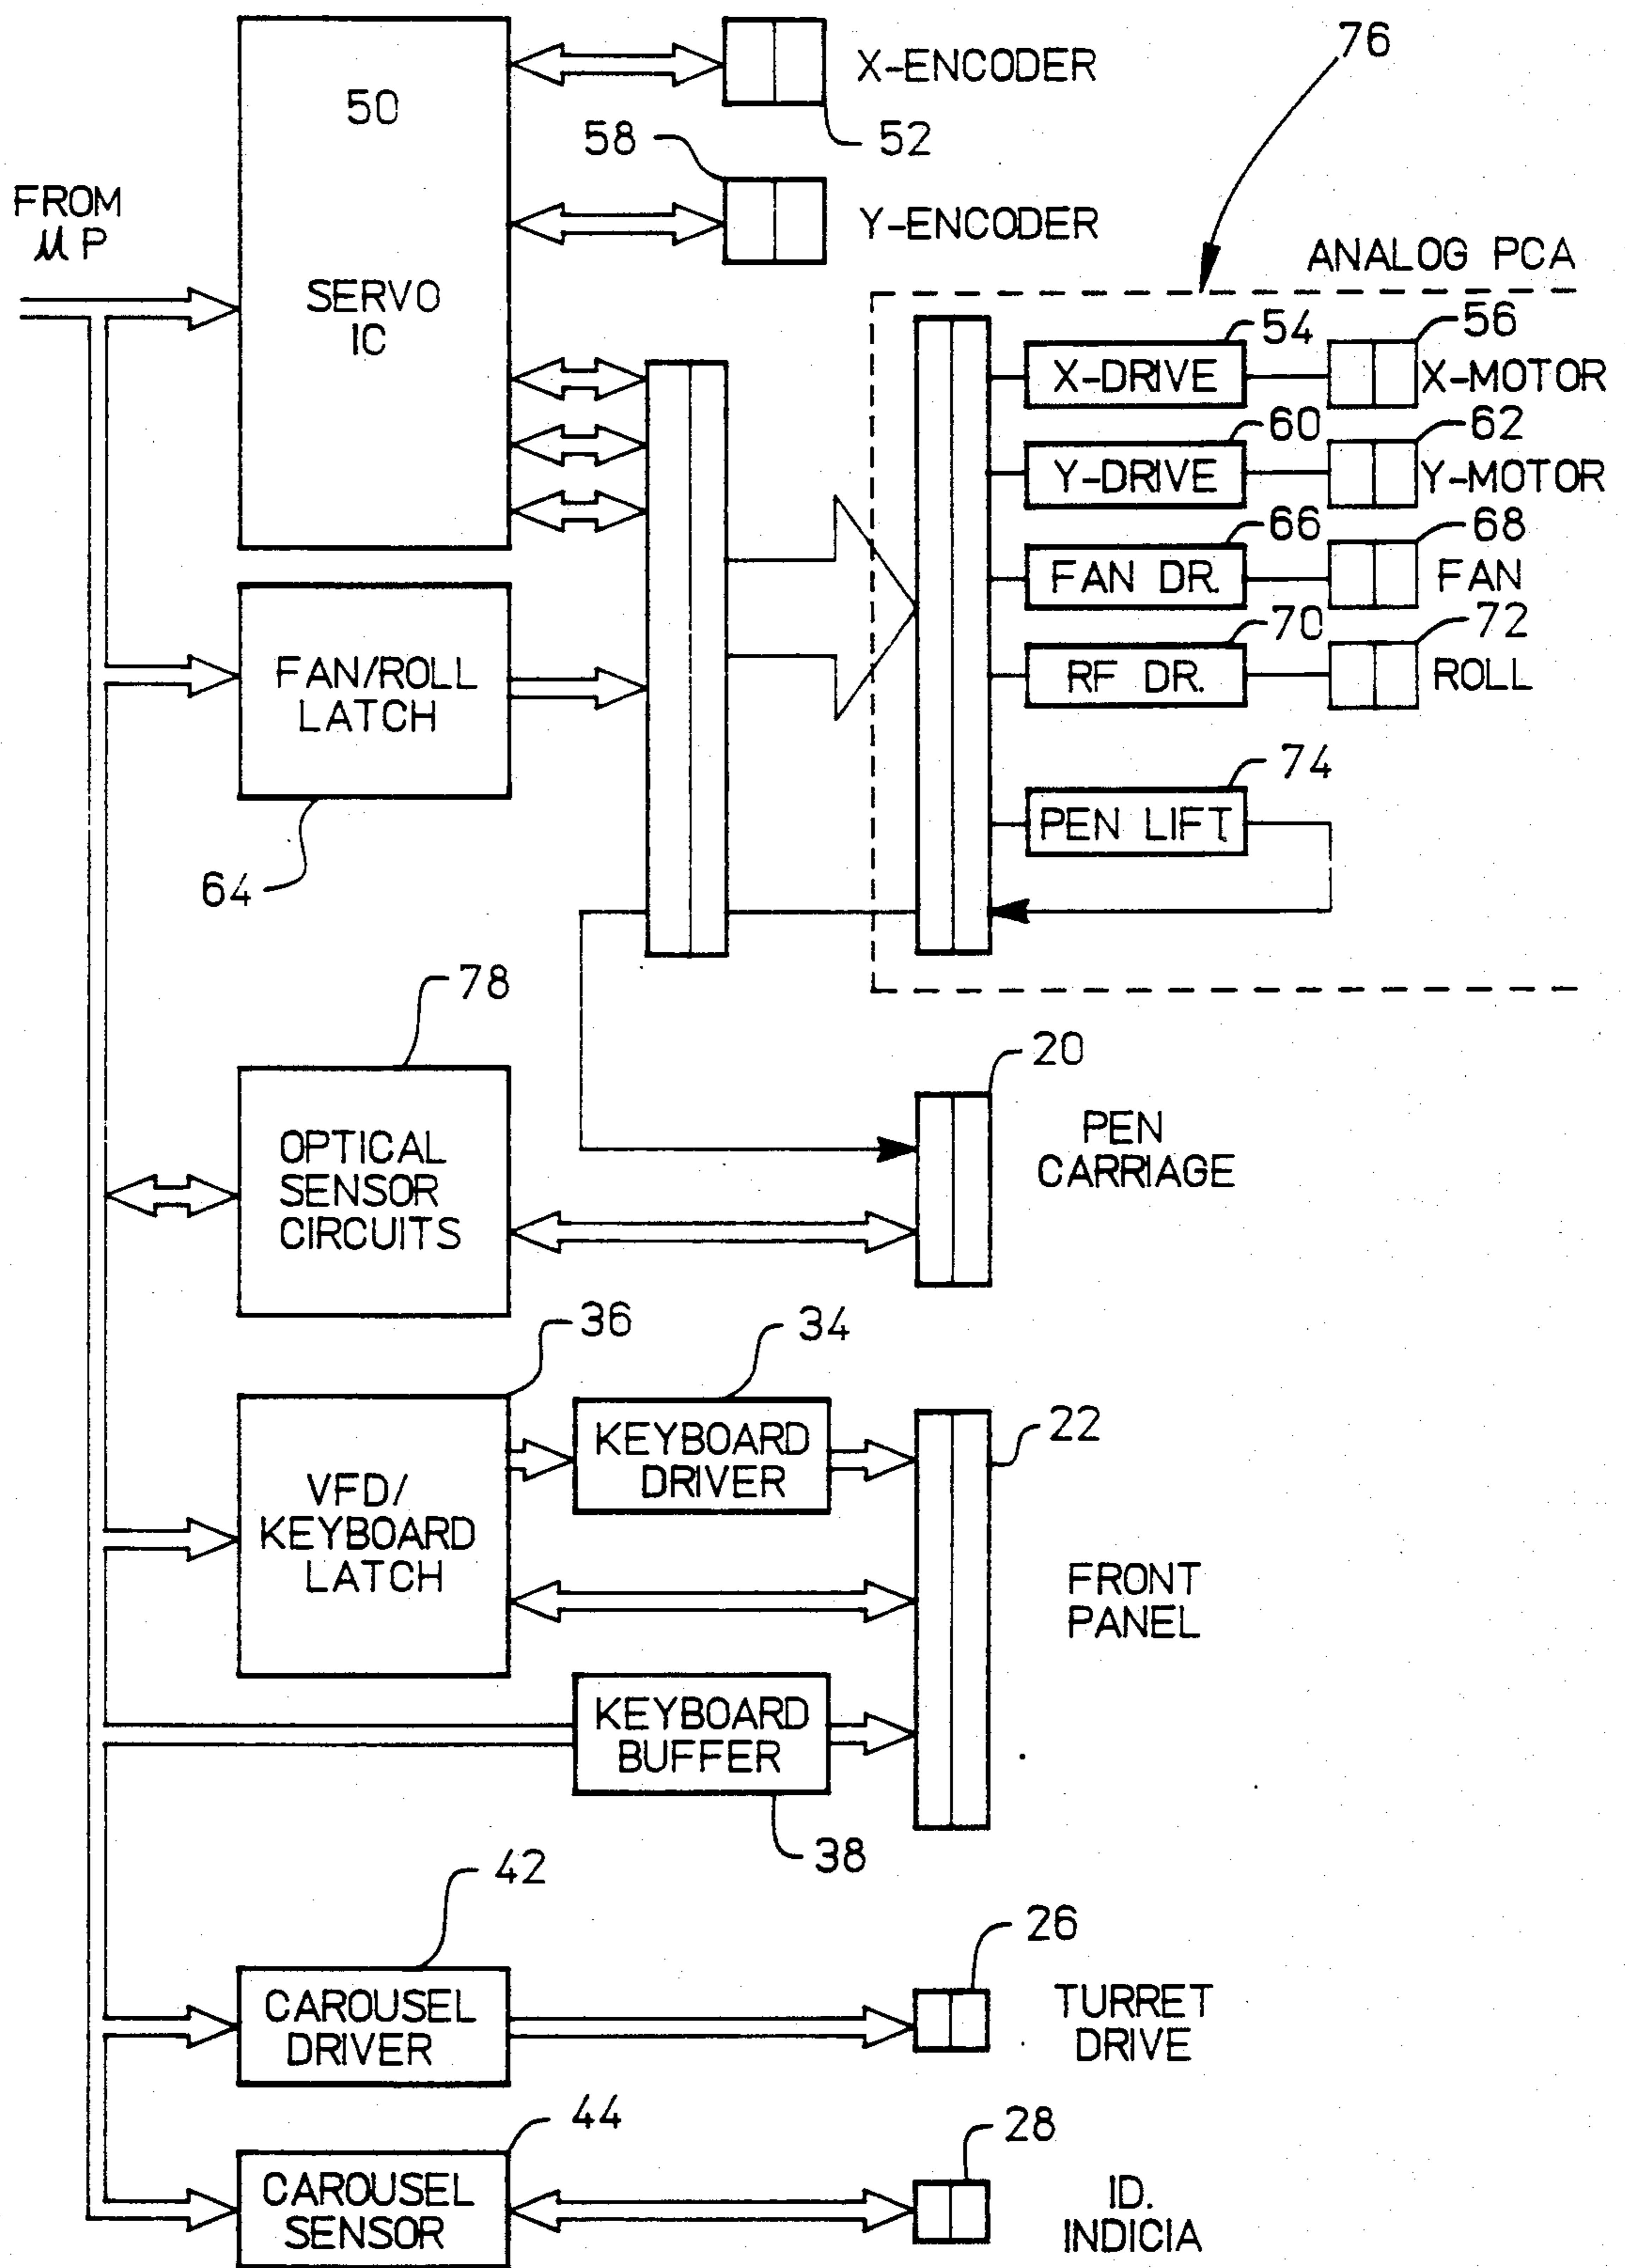 76
X-ENCODER
50
52
58
FROM
μP
Y-ENCODER
ANALOG PCA
SERVO
IC
54
56
X-DRIVE
X-MOTOR
60
62
Y-DRIVE
Y-MOTOR
66
68
FAN DR.
FAN
70
72
RF DR.
ROLL
FAN/ROLL
LATCH
74
PEN LIFT
64
78
20
OPTICAL
SENSOR
CIRCUITS
PEN
CARRIAGE
36
34
22
KEYBOARD
DRIVER
VFD/
KEYBOARD
LATCH
FRONT
PANEL
KEYBOARD
BUFFER
38
42
26
CAROUSEL
DRIVER
TURRET
DRIVE
44
28
CAROUSEL
SENSOR
ID.
INDICIA